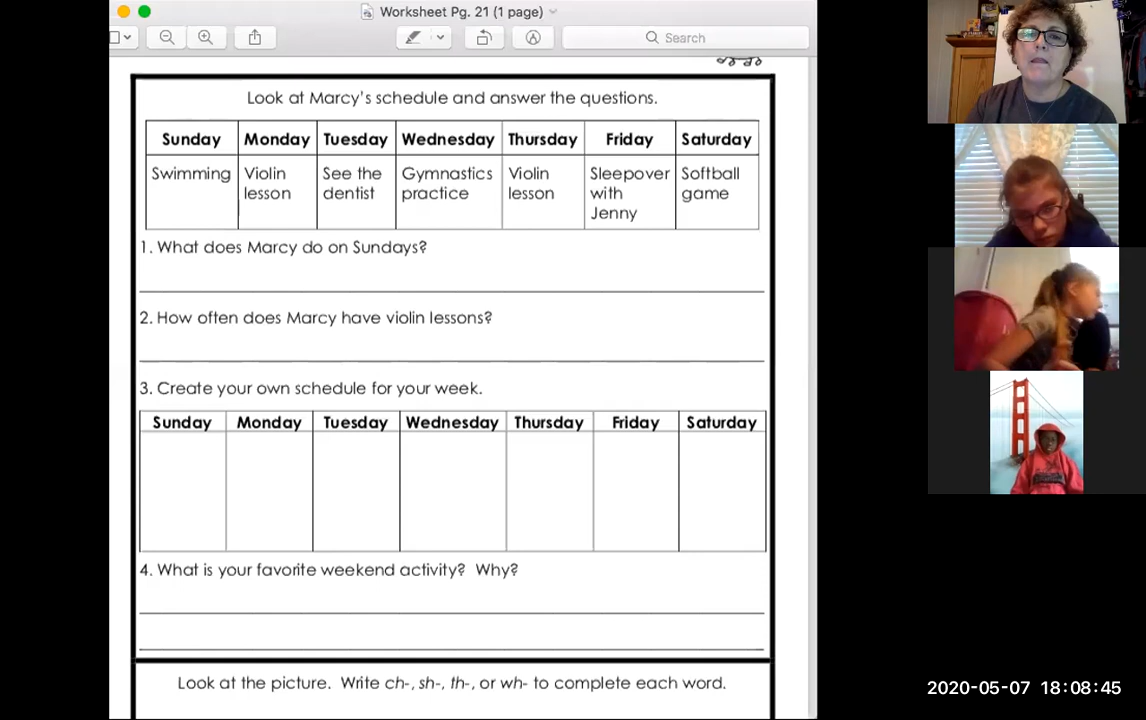 Worksheet Pg. 21 (1 page)
Search
Look at Marcy's schedule and answer the questions.
Sunday Monday Tuesday Wednesday Thursday Friday Saturday
Swimming Violin See the Gymnastics Violin Sleepover Softball
lesson dentist practice lesson with game
Jenny
1. What does Marcy do on Sundays?
2. How often does Marcy have violin lessons?
3. Create your own schedule for your week.
Sunday Monday Tuesday Wednesday Thursday Friday Saturday
4. What is your favorite weekend activity? Why?
Look at the picture. Write ch-, sh-, th-, or wh- to complete each word.
2020-05-07 18:08:45